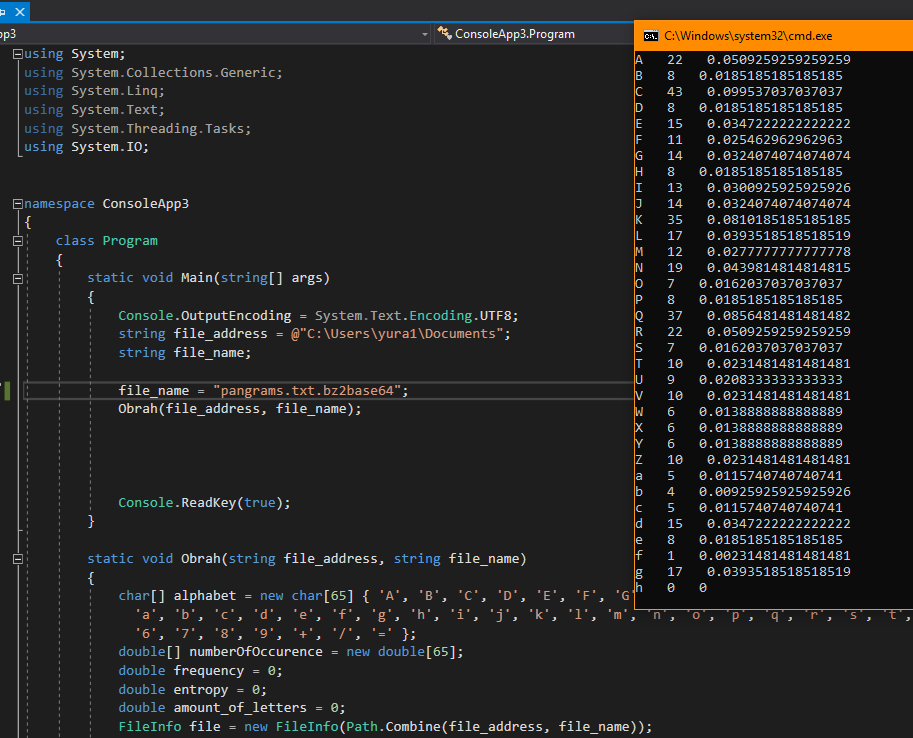 op3
ConsoleApp3.Program
using System;
using System.Collections.Generic;
using System.Linq;
using System.Text;
using System.Threading.Tasks;
using System.IO;
namespace ConsoleApp3
{
class Program
{
static void Main(string[] args)
{
Console.OutputEncoding = System.Text.Encoding.UTF8;
string file_address = @"C:\Users\yura1\Documents";
string file_name;
file_name = "pangrams.txt.bz2base64";
Obrah(file_address, file_name);
Console.ReadKey(true);
}
static void Obrah(string file_address, string file_name)
{
char[] alphabet = new char[65] { 'A', 'B', 'C', 'D', 'E', 'F', 'G'
'a', 'b', 'c', 'd', 'e', 'f', 'g', 'h', 'i', 'j', 'k', 'l', 'm', 'n', 'o', 'p', 'q', 'r', 's', 't',
'6', '7', '8', '9', '+', '/', '=' };
double[] numberOfOccurence = new double[65];
double frequency = 0;
double entropy = 0;
double amount_of_letters = 0;
FileInfo file = new FileInfo(Path.Combine(file_address, file_name));
C:\Windows\system32\cmd.exe
A 22 0.0509259259259259
B 8 0.0185185185185185
C 43 0.099537037037037
D 8 0.0185185185185185
E 15 0.0347222222222222
F 11 0.025462962962963
G 14 0.0324074074074074
H 8 0.0185185185185185
I 13 0.0300925925925926
J 14 0.0324074074074074
K 35 0.0810185185185185
L 17 0.0393518518518519
M 12 0.0277777777777778
N 19 0.0439814814814815
O 7 0.0162037037037037
P 8 0.0185185185185185
Q 37 0.0856481481481482
R 22 0.0509259259259259
S 7 0.0162037037037037
T 10 0.0231481481481481
U 9 0.0208333333333333
V 10 0.0231481481481481
W 6 0.0138888888888889
X 6 0.0138888888888889
Y 6 0.0138888888888889
Z 10 0.0231481481481481
a 5 0.0115740740740741
b 4 0.00925925925925926
c 5 0.0115740740740741
d 15 0.0347222222222222
e 8 0.0185185185185185
f 1 0.00231481481481481
g 17 0.0393518518518519
h 0 0